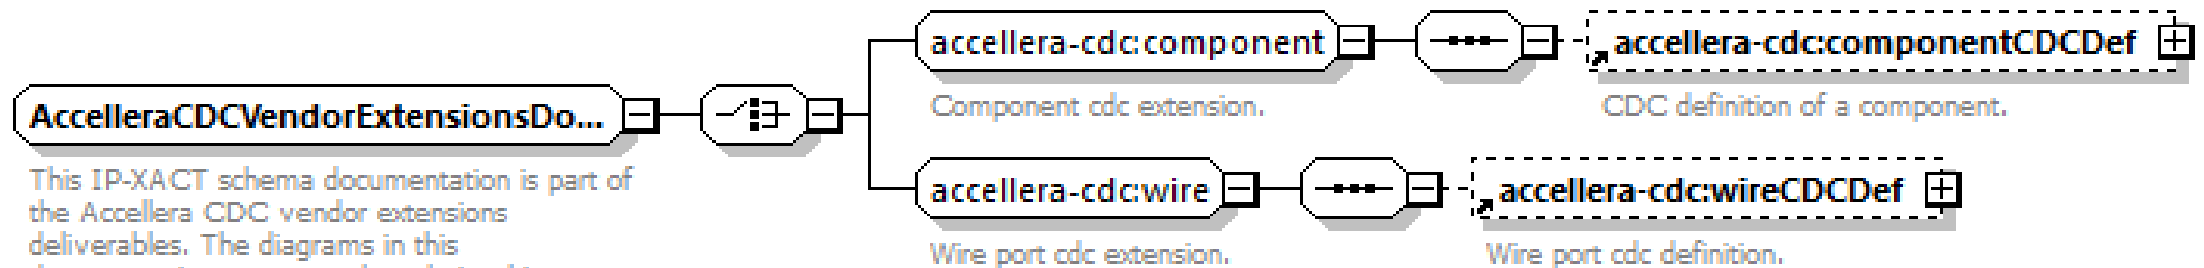 accellera-cdc:component
accellera-cdc:componentCDCDef
Component cdc extension.
CDC definition of a component.
AccelleraCDCVendorExtensionsDo...
This IP-XACT schema documentation is part of
the Accellera CDC vendor extensions
deliverables. The diagrams in this
accellera-cdc:wire
accellera-cdc:wireCDCDef
Wire port cdc extension.
Wire port cdc definition.